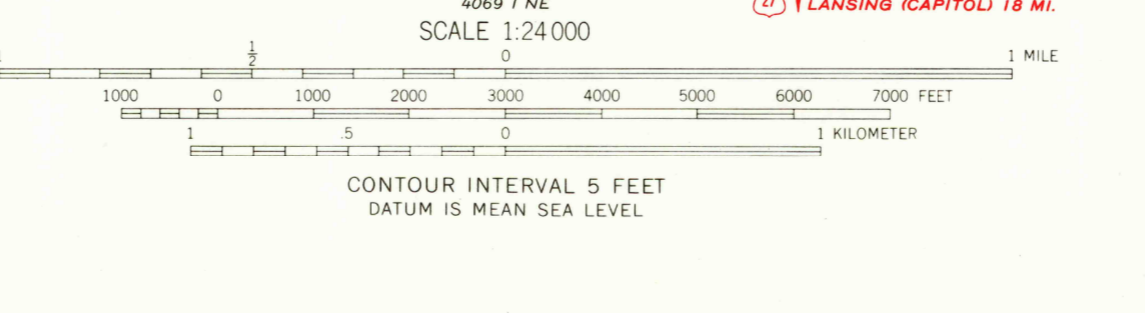 4069 I NE
27 LANSING (CAPITOL) 18 MI.
SCALE 1:24 000
1/2 0 1 MILE
1000 0 1000 2000 3000 4000 5000 6000 7000 FEET
1 .5 0 1 KILOMETER
CONTOUR INTERVAL 5 FEET
DATUM IS MEAN SEA LEVEL